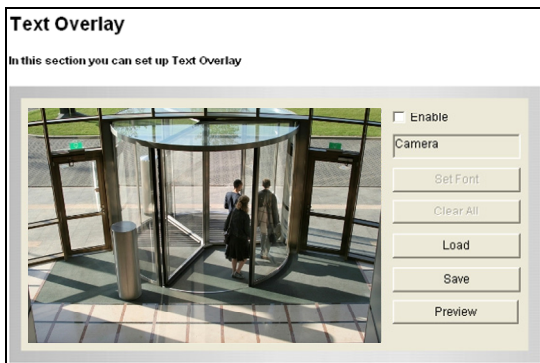 Text Overlay
In this section you can set up Text Overlay
Enable
Camera
Set Font
Clear All
Load
Save
Preview